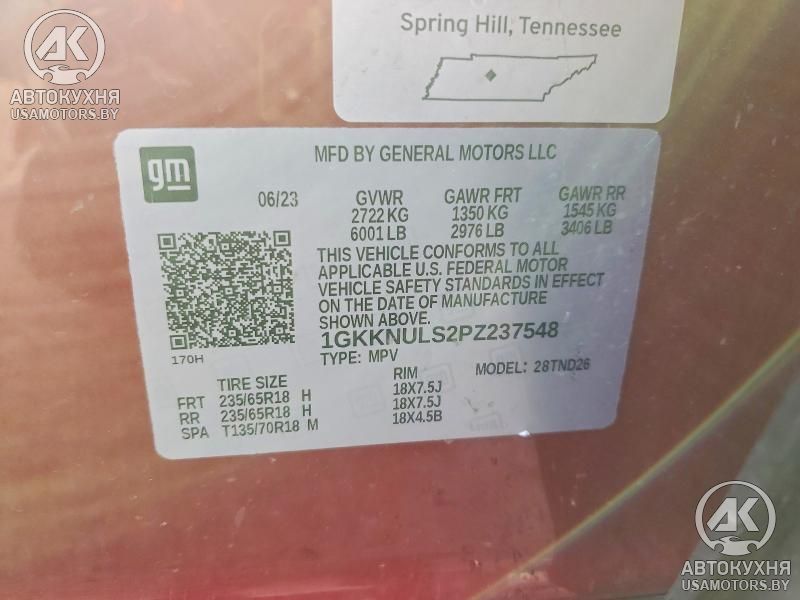 Spring Hill, Tennessee
AK
АВТОКУХНЯ
USAMOTORS.BY
gm
MFD BY GENERAL MOTORS LLC
06/23 GVWR GAWR FRT GAWR RR
2722 KG 1350 KG 1545 KG
6001 LB 2976 LB 3406 LB
THIS VEHICLE CONFORMS TO ALL
APPLICABLE U.S. FEDERAL MOTOR
VEHICLE SAFETY STANDARDS IN EFFECT
ON THE DATE OF MANUFACTURE
SHOWN ABOVE.
1GKKNULS2PZ237548
170H
TYPE: MPV MODEL: 28TND26
TIRE SIZE RIM
FRT 235/65R18 H 18X7.5J
RR 235/65R18 H 18X7.5J
SPA T135/70R18 M 18X4.5B
AK
АВТОКУХНЯ
USAMOTORS.BY